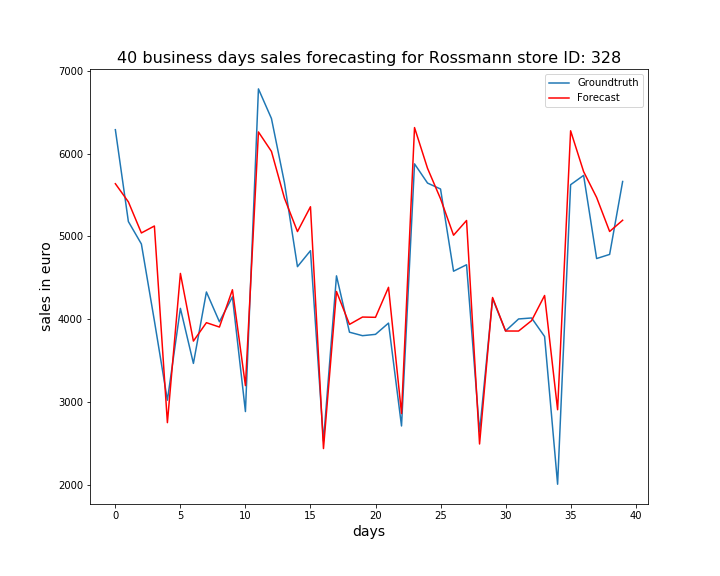 40 business days sales forecasting for Rossmann store ID: 328
Groundtruth
Forecast
7000
6000
5000
4000
3000
2000
sales in euro
0 5 10 15 20 25 30 35 40
days